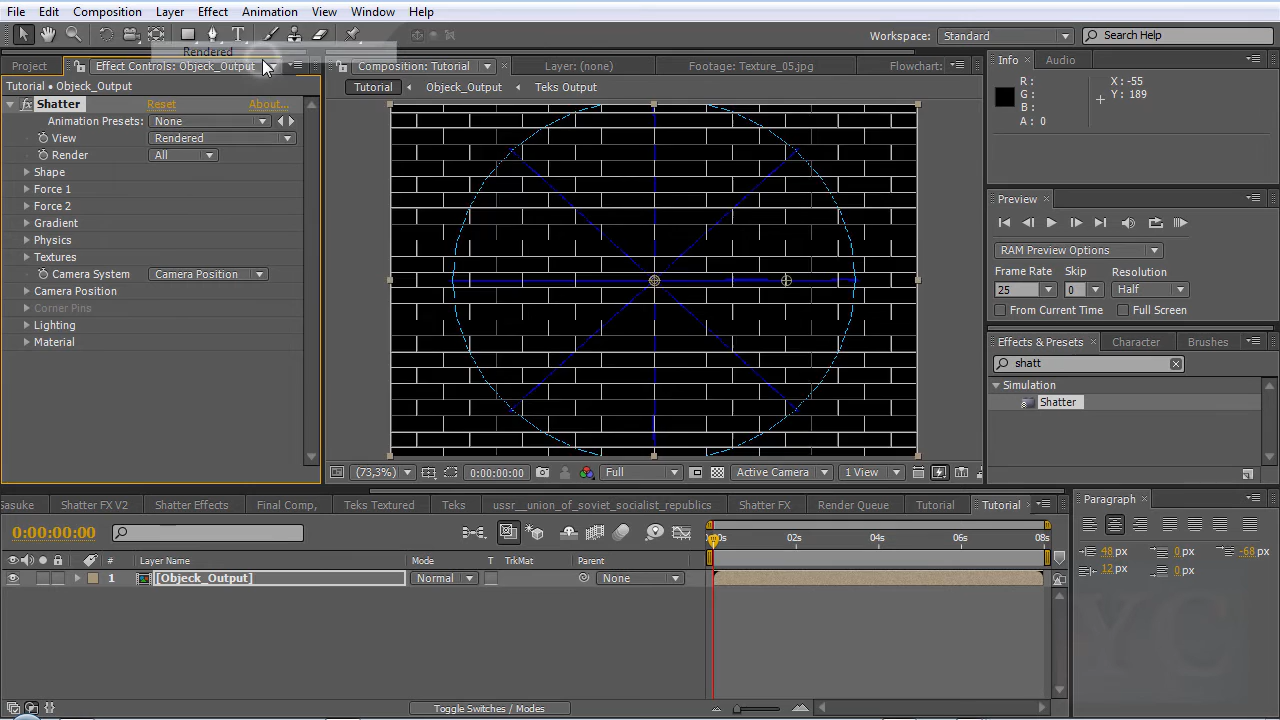 File Edit Composition Layer Effect Animation View Window Help
Workspace: Standard Search Help
Rendered
Project Effect Controls: Objeck_Output Composition: Tutorial Layer: (none) Footage: Texture_05.jpg Flowchart: Info Audio
Tutorial • Objeck_Output
Tutorial Objeck_Output Teks Output
fx Shatter Reset About...
Animation Presets: None
View Rendered
Render All
Shape
Force 1
Force 2
Gradient
Physics
Textures
Camera System Camera Position
Camera Position
Corner Pins
Lighting
Material
R :
G :
B :
A : 0
X : -55
Y : 189
Preview
RAM Preview Options
Frame Rate Skip Resolution
25 0 Half
From Current Time Full Screen
Effects & Presets Character Brushes
shatt
Simulation
Shatter
(73,3%) 0:00:00:00 Full Active Camera 1 View
Sasuke Shatter FX V2 Shatter Effects Final Comp, Teks Textured Teks ussr__union_of_soviet_socialist_republics Shatter FX Render Queue Tutorial Tutorial
0:00:00:00
02s 04s 06s 08s
# Layer Name Mode T TrkMat Parent
1 [Objeck_Output] Normal None
Toggle Switches / Modes
Paragraph
48 px 0 px -68 px
12 px 0 px
YC